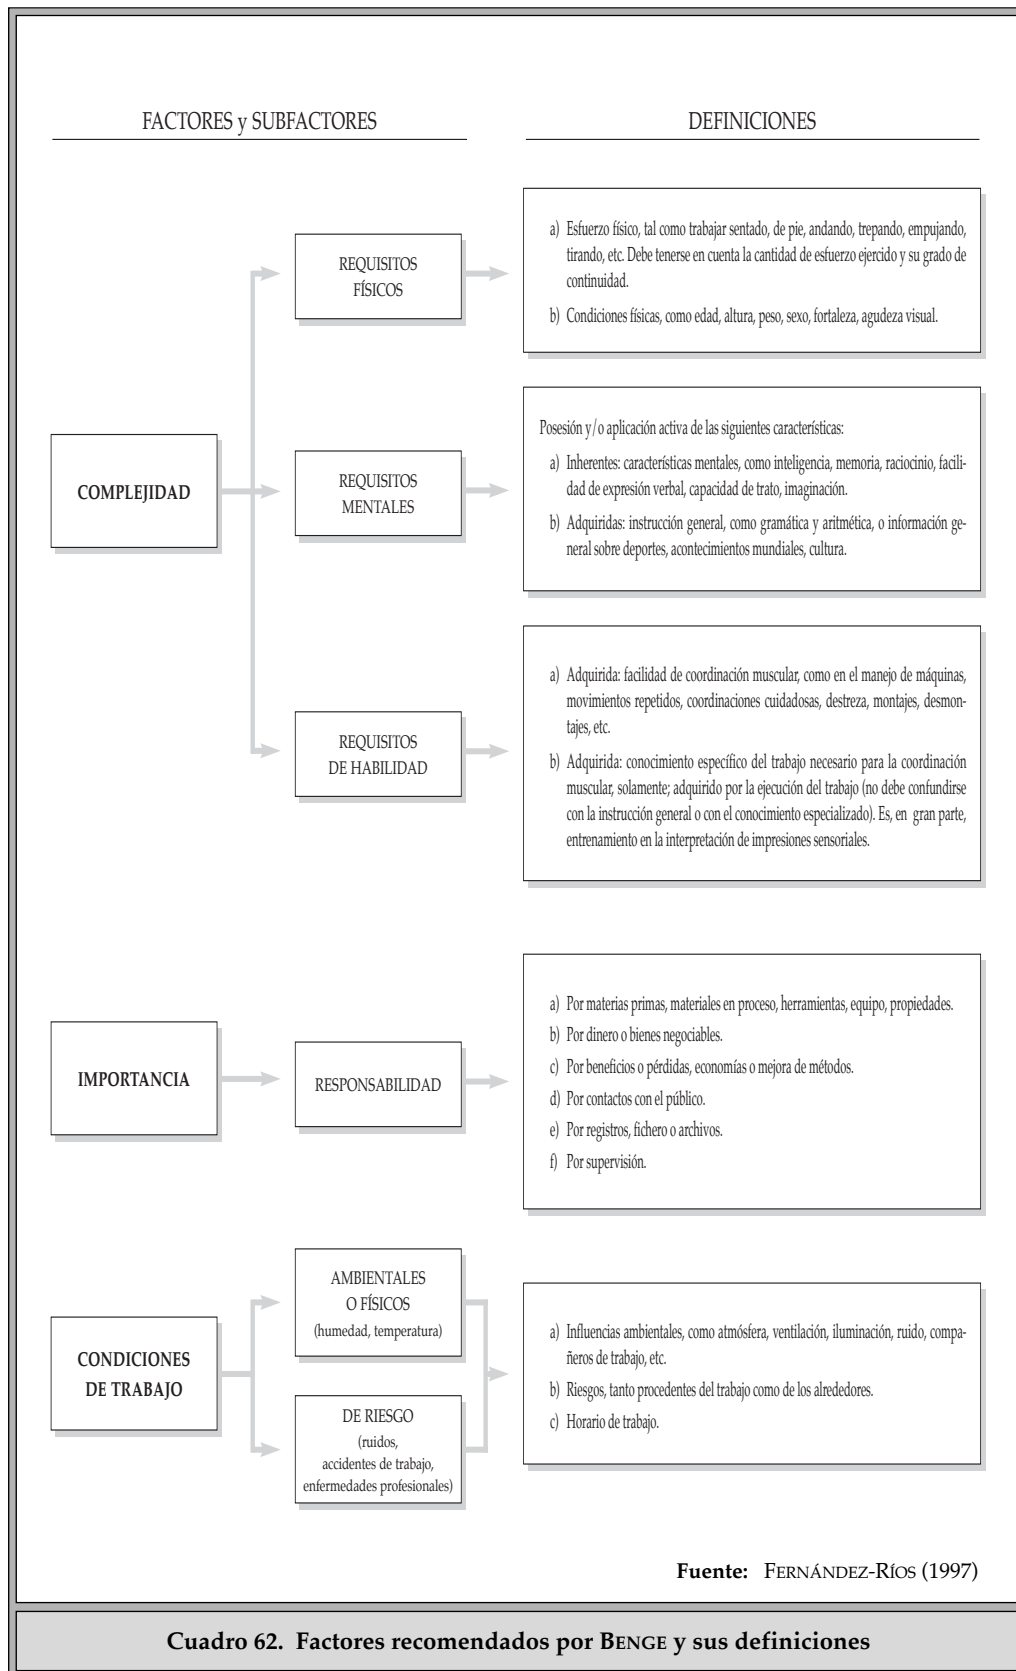 FACTORES y SUBFACTORES
DEFINICIONES
COMPLEJIDAD
REQUISITOS
FÍSICOS
a) Esfuerzo físico, tal como trabajar sentado, de pie, andando, trepando, empujando,
tirando, etc. Debe tenerse en cuenta la cantidad de esfuerzo ejercido y su grado de
continuidad.
b) Condiciones físicas, como edad, altura, peso, sexo, fortaleza, agudeza visual.
REQUISITOS
MENTALES
Posesión y/o aplicación activa de las siguientes características:
a) Inherentes: características mentales, como inteligencia, memoria, raciocinio, facili-
dad de expresión verbal, capacidad de trato, imaginación.
b) Adquiridas: instrucción general, como gramática y aritmética, o información ge-
neral sobre deportes, acontecimientos mundiales, cultura.
REQUISITOS
DE HABILIDAD
a) Adquirida: facilidad de coordinación muscular, como en el manejo de máquinas,
movimientos repetidos, coordinaciones cuidadosas, destreza, montajes, desmon-
tajes, etc.
b) Adquirida: conocimiento específico del trabajo necesario para la coordinación
muscular, solamente; adquirido por la ejecución del trabajo (no debe confundirse
con la instrucción general o con el conocimiento especializado). Es, en gran parte,
entrenamiento en la interpretación de impresiones sensoriales.
IMPORTANCIA
RESPONSABILIDAD
a) Por materias primas, materiales en proceso, herramientas, equipo, propiedades.
b) Por dinero o bienes negociables.
c) Por beneficios o pérdidas, economías o mejora de métodos.
d) Por contactos con el público.
e) Por registros, fichero o archivos.
f) Por supervisión.
CONDICIONES
DE TRABAJO
AMBIENTALES
O FÍSICOS
(humedad, temperatura)
DE RIESGO
(ruidos,
accidentes de trabajo,
enfermedades profesionales)
a) Influencias ambientales, como atmósfera, ventilación, iluminación, ruido, compa-
ñeros de trabajo, etc.
b) Riesgos, tanto procedentes del trabajo como de los alrededores.
c) Horario de trabajo.
Fuente: FERNÁNDEZ-RÍOS (1997)
Cuadro 62. Factores recomendados por BENGE y sus definiciones